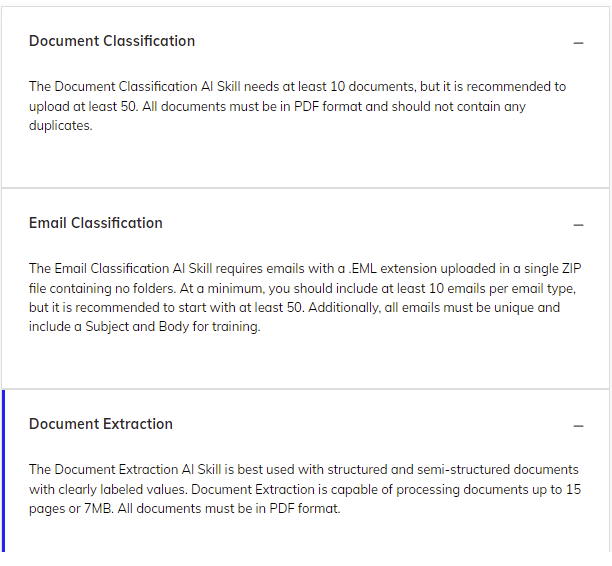 Document Classification
The Document Classification AI Skill needs at least 10 documents, but it is recommended to
upload at least 50. All documents must be in PDF format and should not contain any
duplicates.
Email Classification
The Email Classification AI Skill requires emails with a .EML extension uploaded in a single ZIP
file containing no folders. At a minimum, you should include at least 10 emails per email type,
but it is recommended to start with at least 50. Additionally, all emails must be unique and
include a Subject and Body for training.
Document Extraction
The Document Extraction AI Skill is best used with structured and semi-structured documents
with clearly labeled values. Document Extraction is capable of processing documents up to 15
pages or 7MB. All documents must be in PDF format.